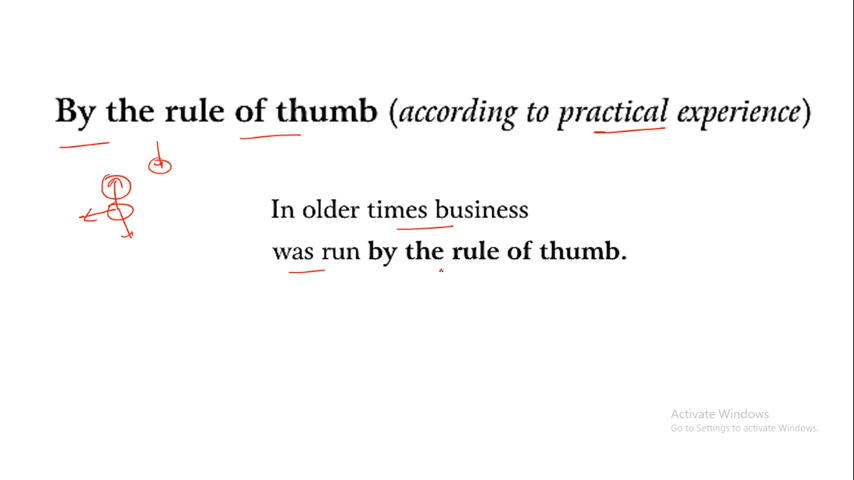 By the rule of thumb (according to practical experience)
In older times business
was run by the rule of thumb.
Activate Windows
Go to Settings to activate Windows.